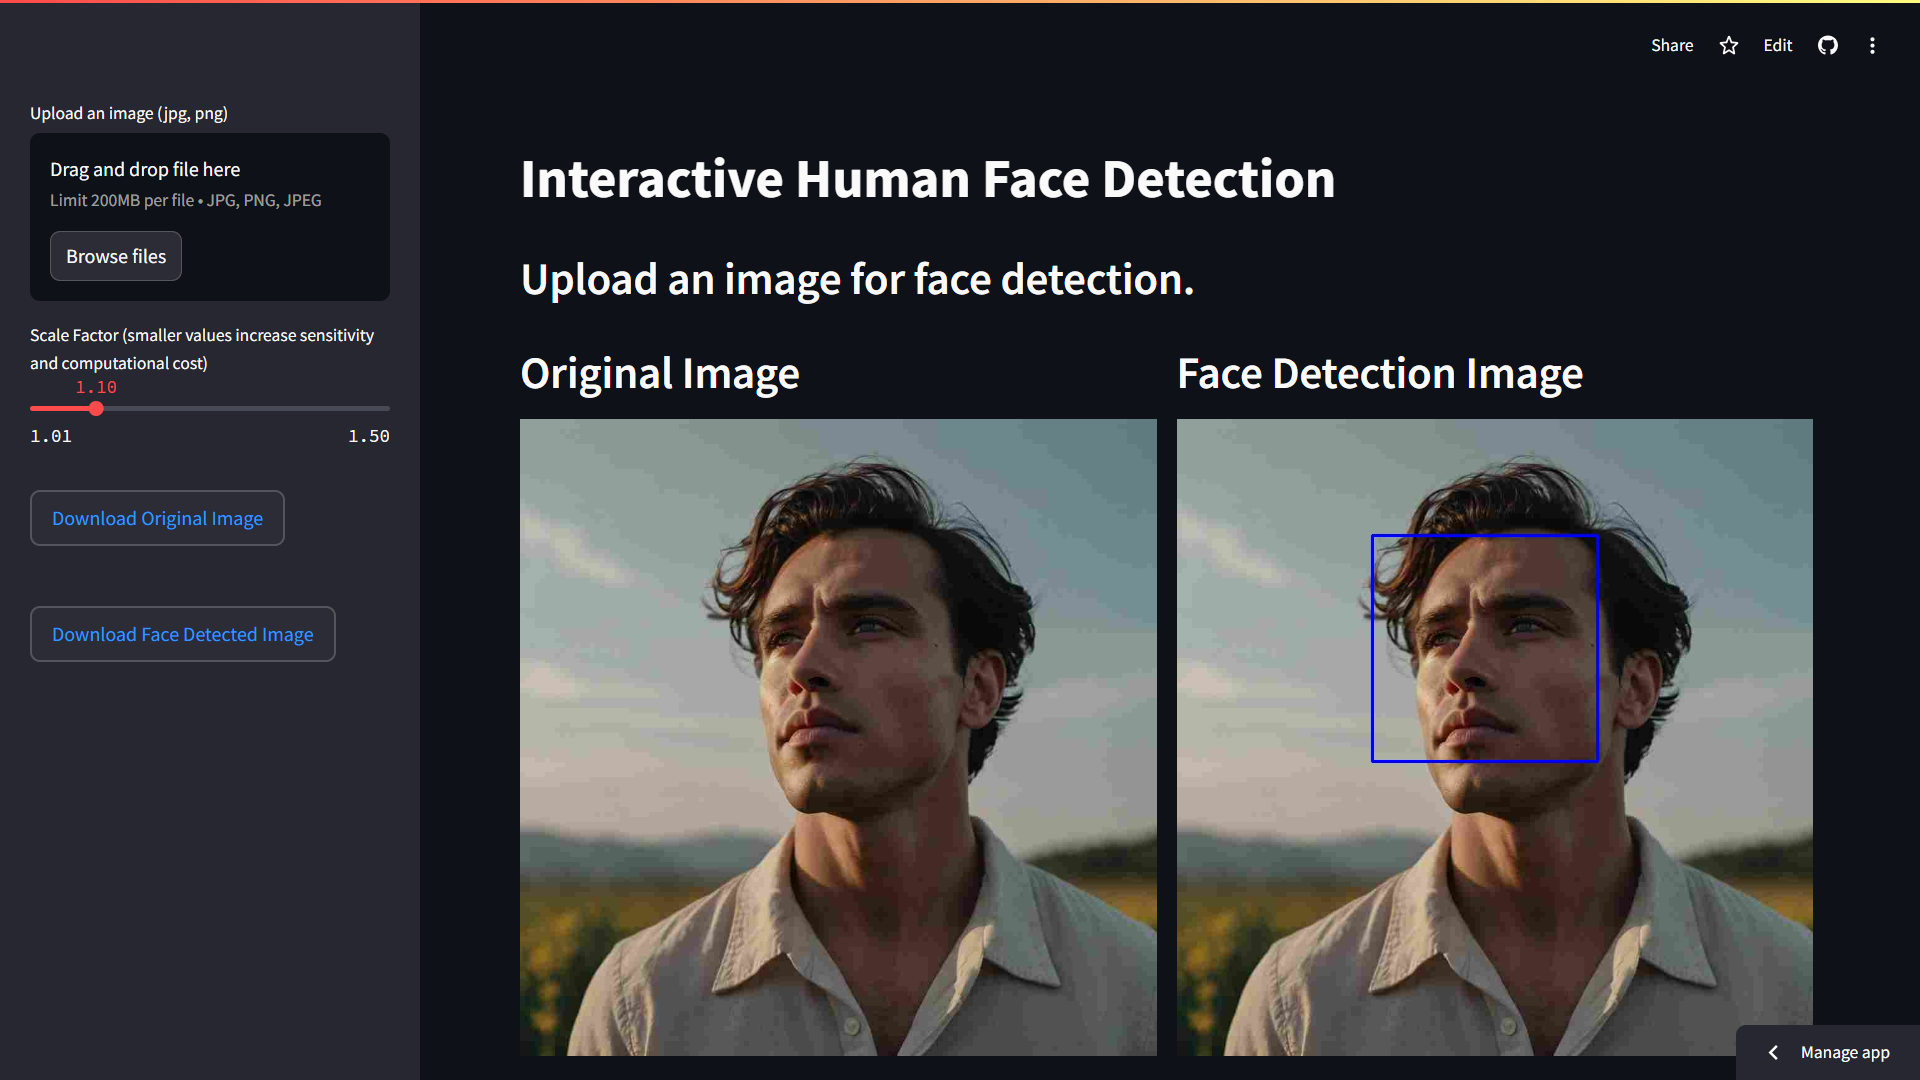 Share
Edit
Upload an image (jpg, png)
Drag and drop file here
Limit 200MB per file • JPG, PNG, JPEG
Browse files
Scale Factor (smaller values increase sensitivity
and computational cost)
1.10
1.01
1.50
Download Original Image
Download Face Detected Image
Interactive Human Face Detection
Upload an image for face detection.
Original Image
Face Detection Image
Manage app